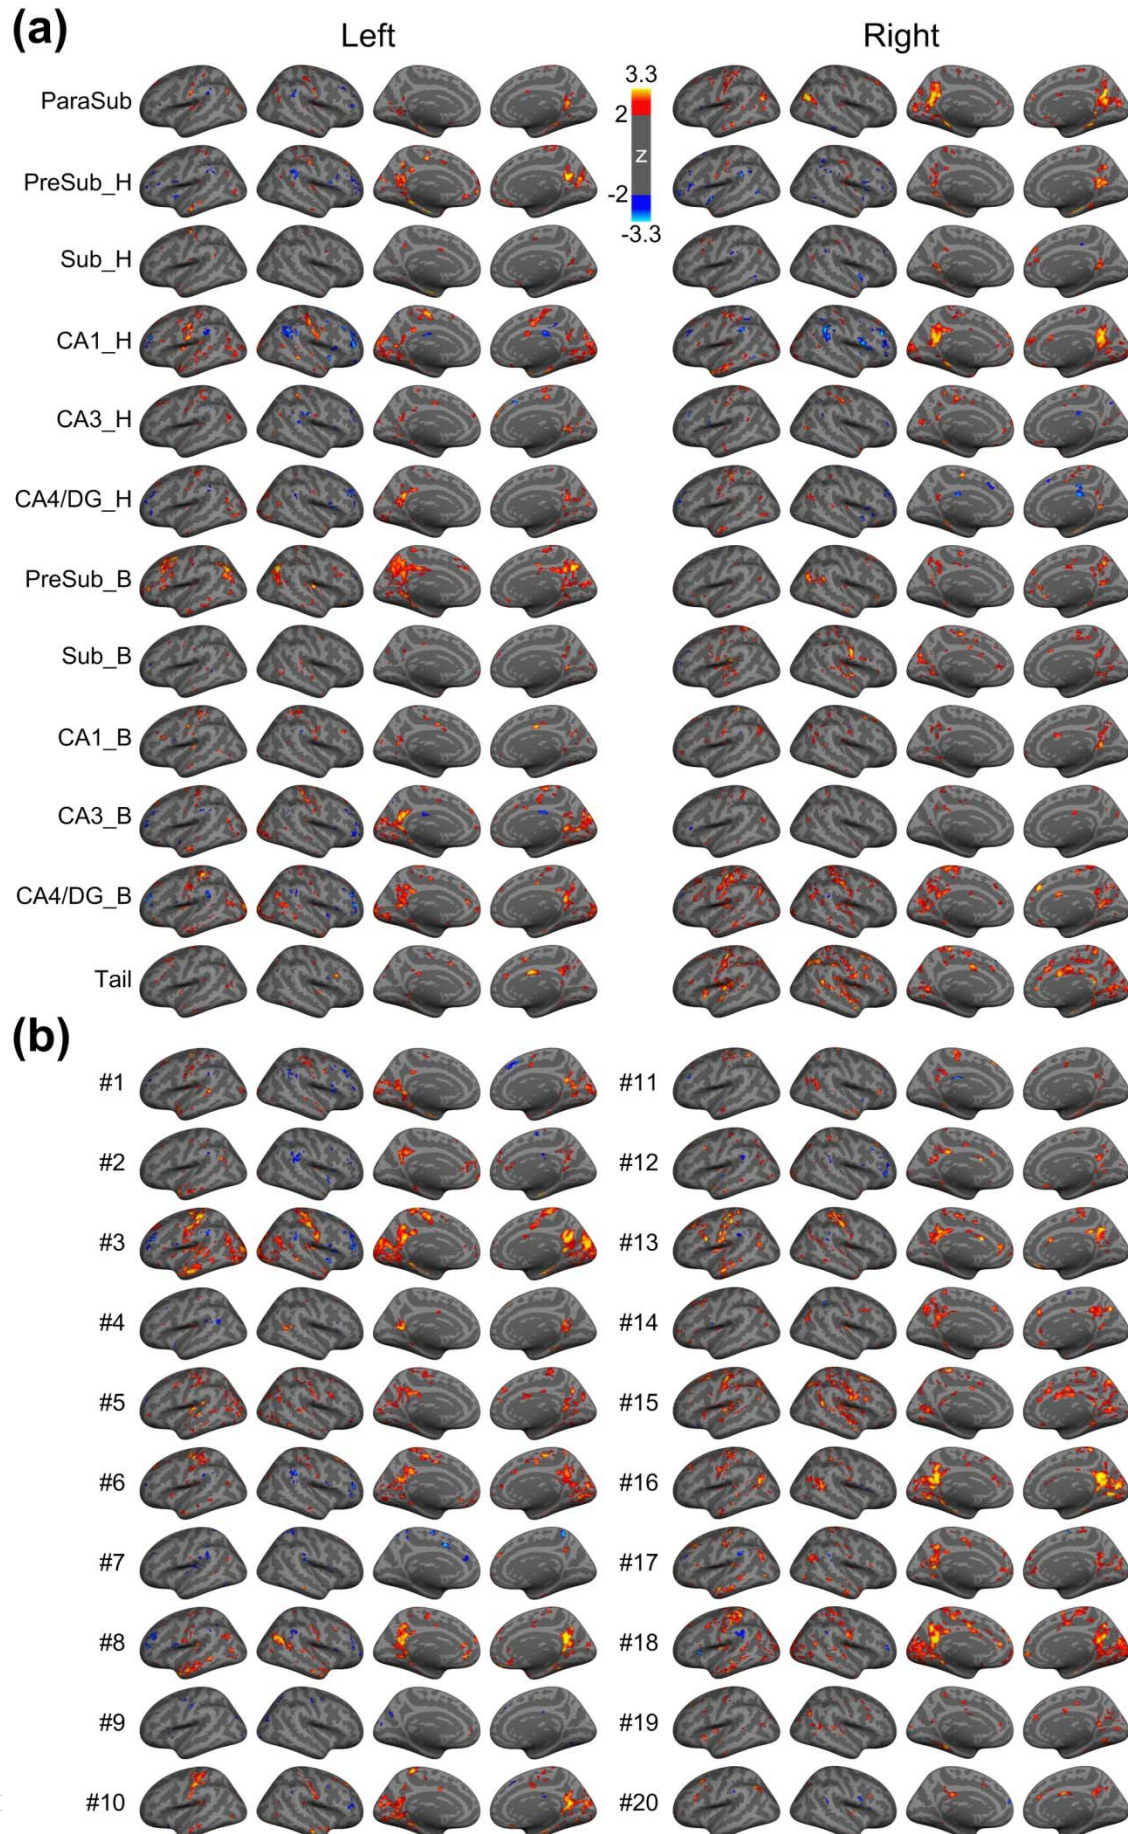 (a)
Left
Right
3.3
2
z
-2
-3.3
ParaSub
PreSub_H
Sub_H
CA1_H
CA3_H
CA4/DG_H
PreSub_B
Sub_B
CA1_B
CA3_B
CA4/DG_B
Tail
(b)
#1
#11
#2
#12
#3
#13
#4
#14
#5
#15
#6
#16
#7
#17
#8
#18
#9
#19
#10
#20